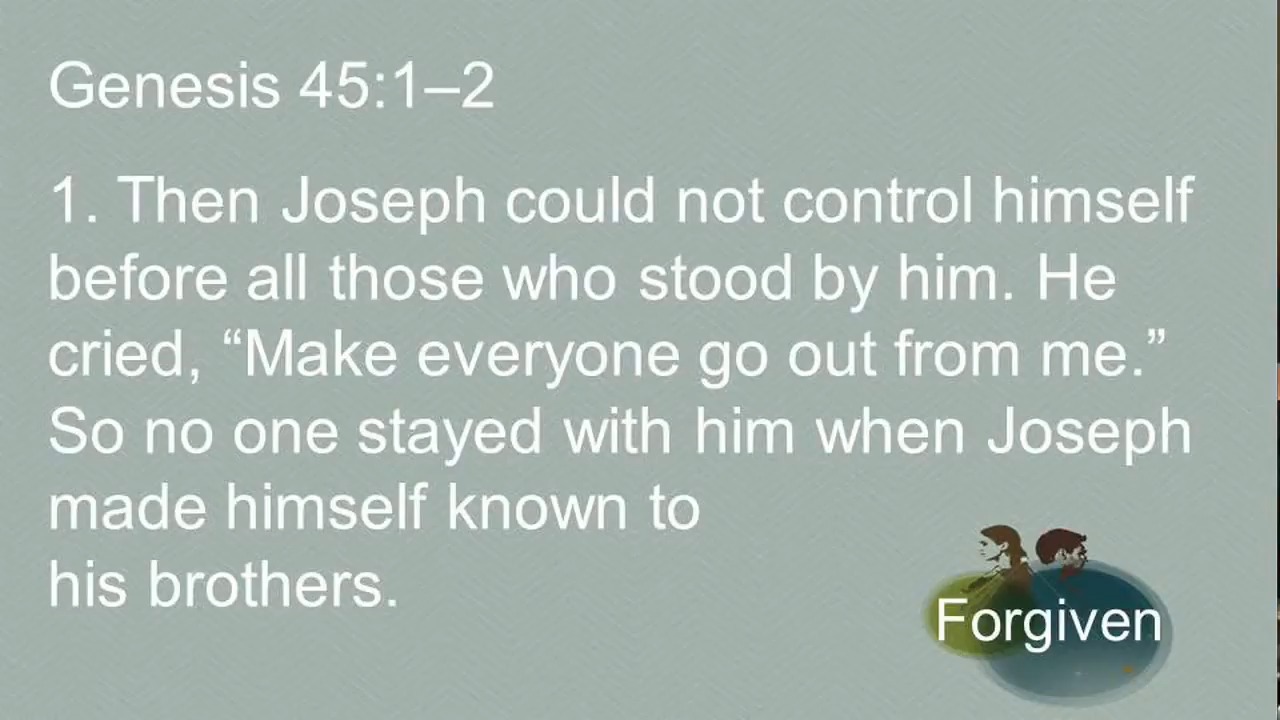 Genesis 45:1–2
1. Then Joseph could not control himself
before all those who stood by him. He
cried, “Make everyone go out from me.”
So no one stayed with him when Joseph
made himself known to
his brothers.
Forgiven